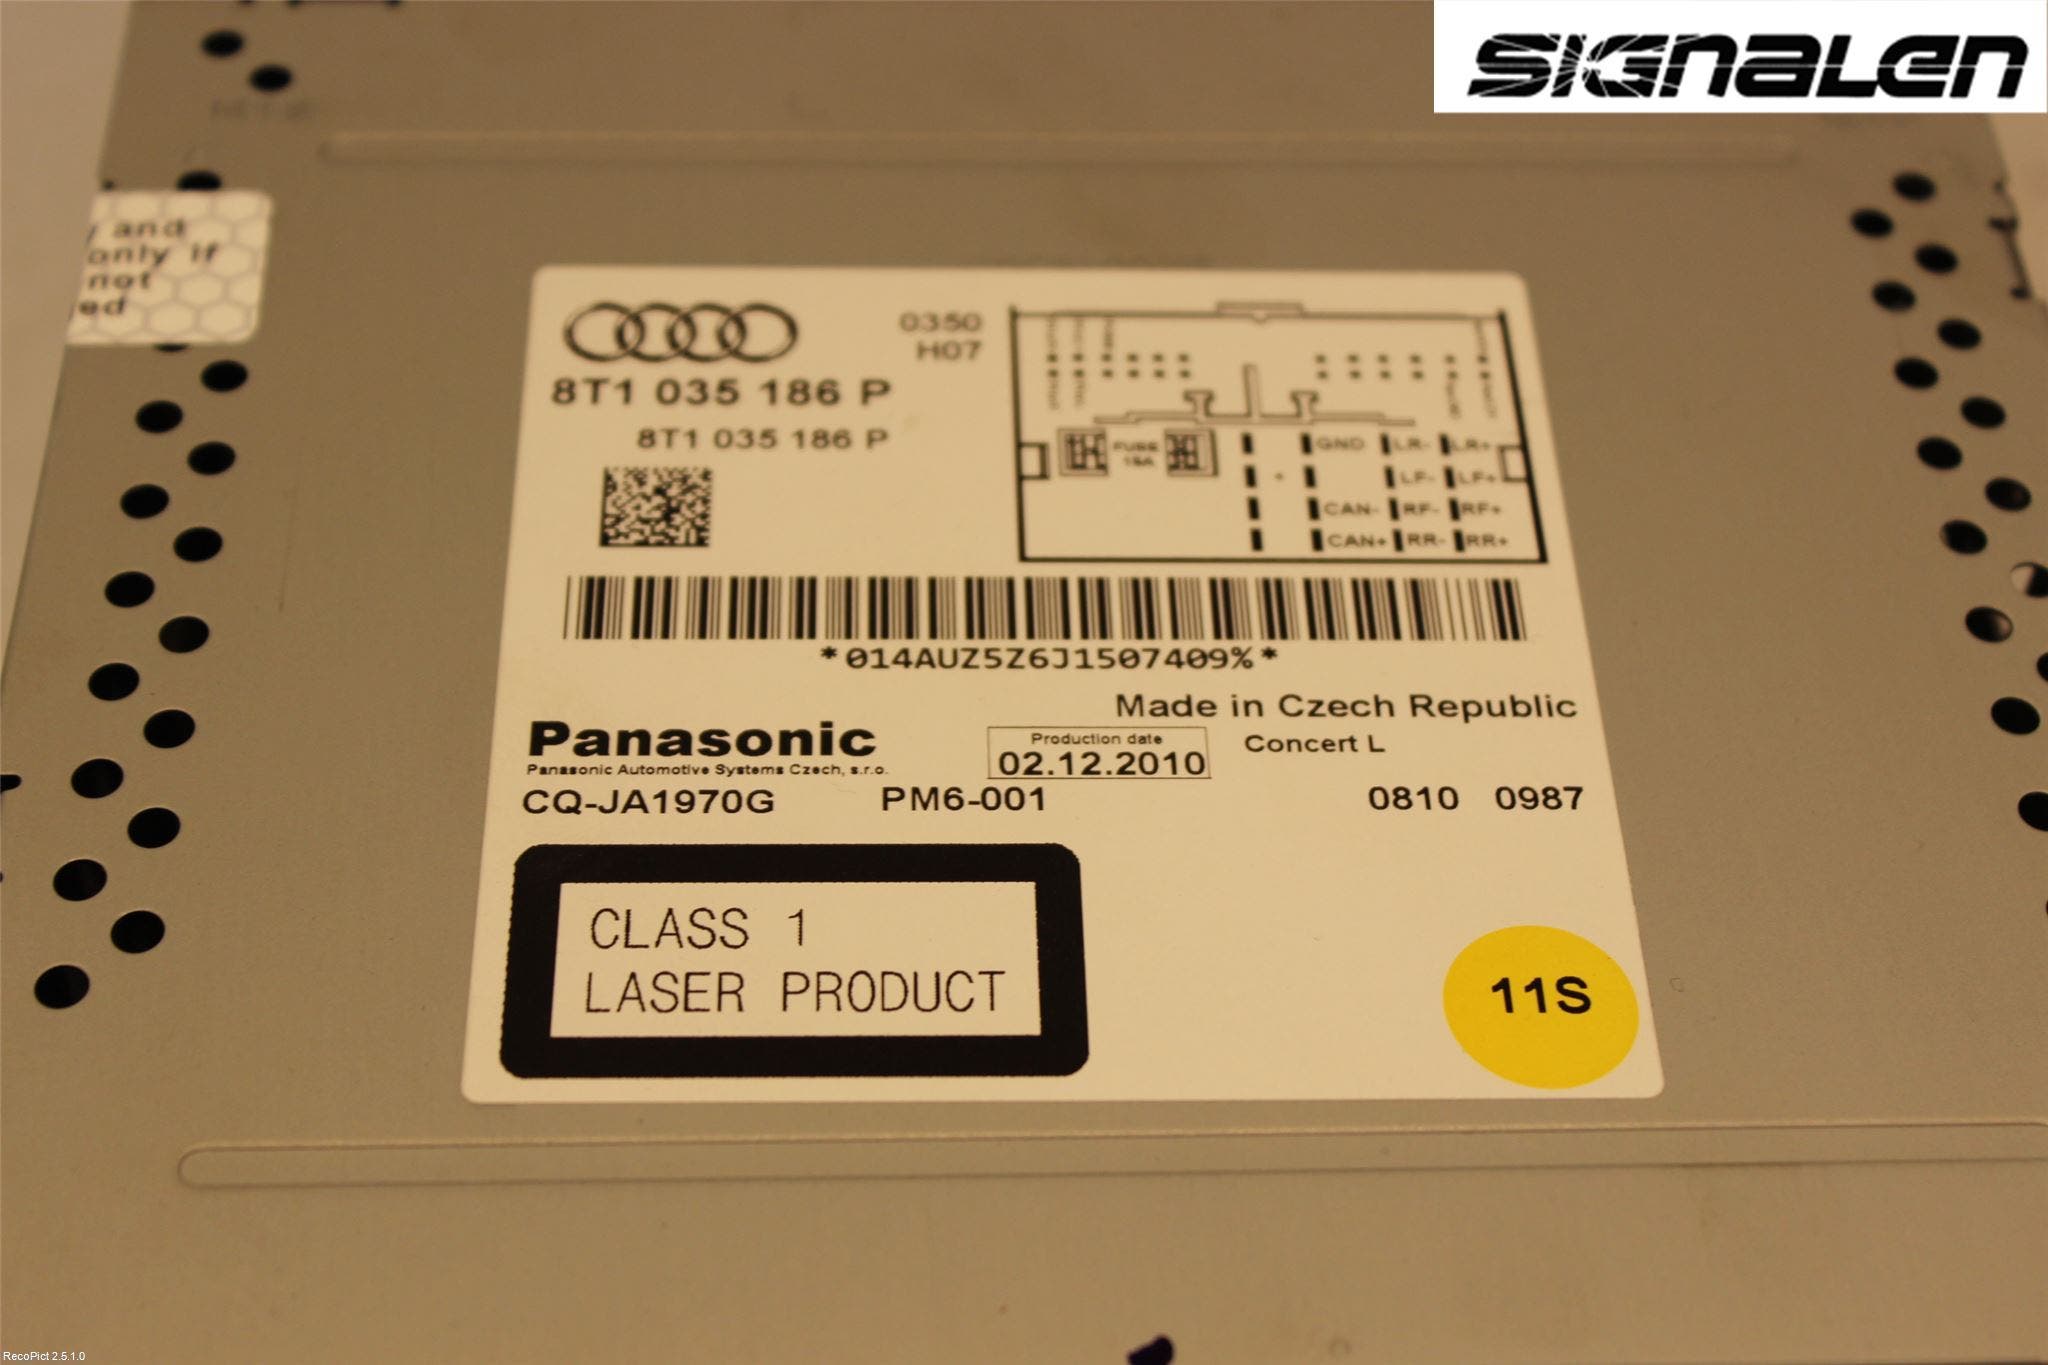 SIGNALEN
and
only if
not
ed
0350
H07
8T1 035 186 P
8T1 035 186 P
FUSE
15A
GND LR- LR+
+ LF- LF+
CAN- RF- RF+
CAN+ RR- RR+
*014AUZ5Z6J1507409%*
Made in Czech Republic
Panasonic
Production date
Concert L
Panasonic Automotive Systems Czech, s.r.o.
02.12.2010
CQ-JA1970G PM6-001 0810 0987
CLASS 1
LASER PRODUCT
11S
RecoPict 2.5.1.0